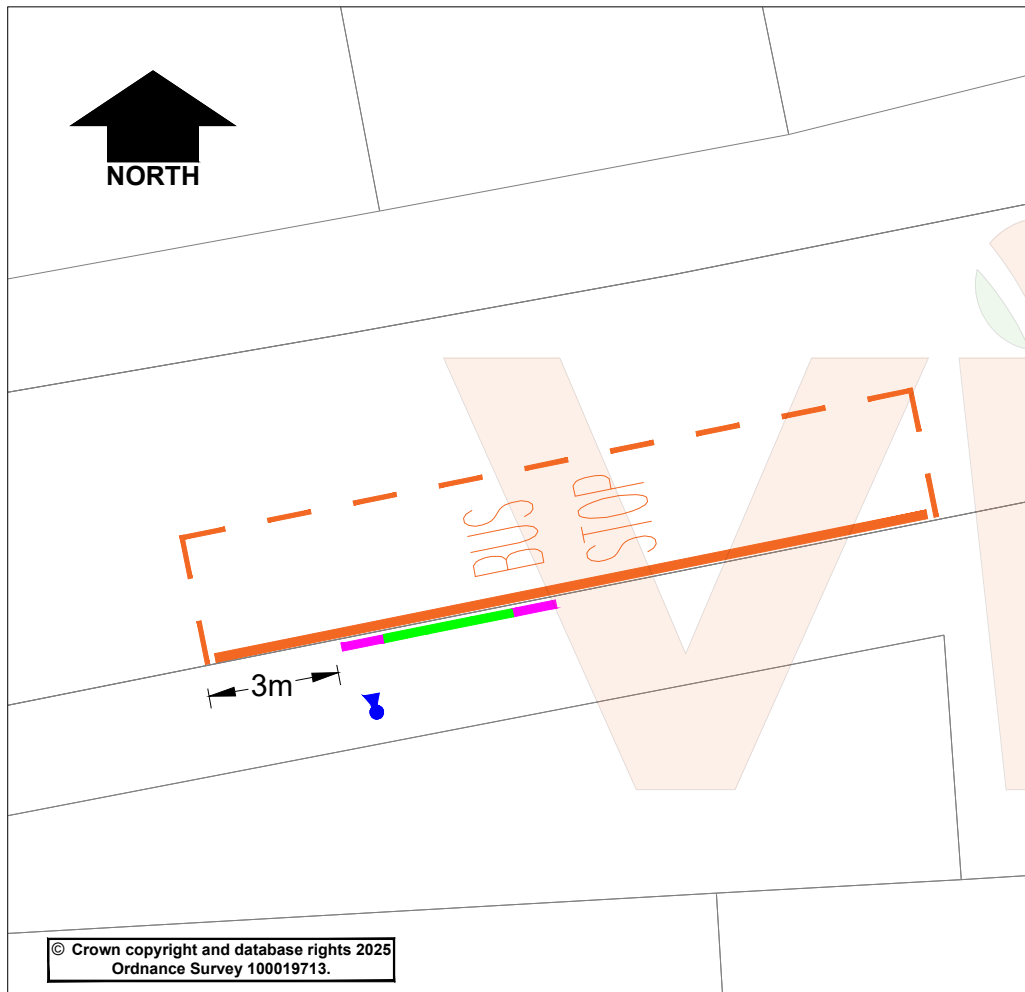 NORTH
BUS
STOP
3m
© Crown copyright and database rights 2025
Ordnance Survey 100019713.